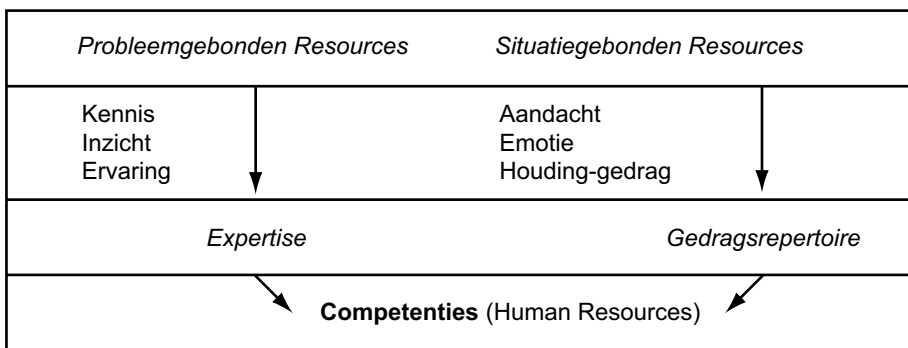 Probleemgebonden Resources
Situatiegebonden Resources
Kennis
Inzicht
Ervaring
Aandacht
Emotie
Houding-gedrag
Expertise
Gedragsrepertoire
Competenties (Human Resources)